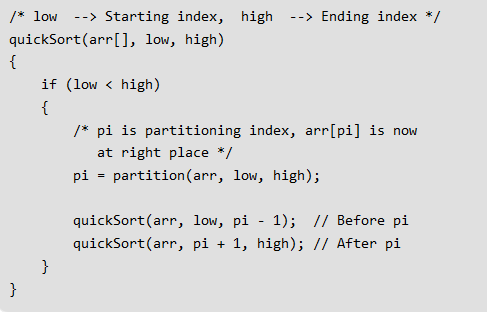 /* low  --> Starting index,  high  --> Ending index */
quickSort(arr[], low, high)
{
    if (low < high)
    {
        /* pi is partitioning index, arr[pi] is now
           at right place */
        pi = partition(arr, low, high);

        quickSort(arr, low, pi - 1);  // Before pi
        quickSort(arr, pi + 1, high); // After pi
    }
}